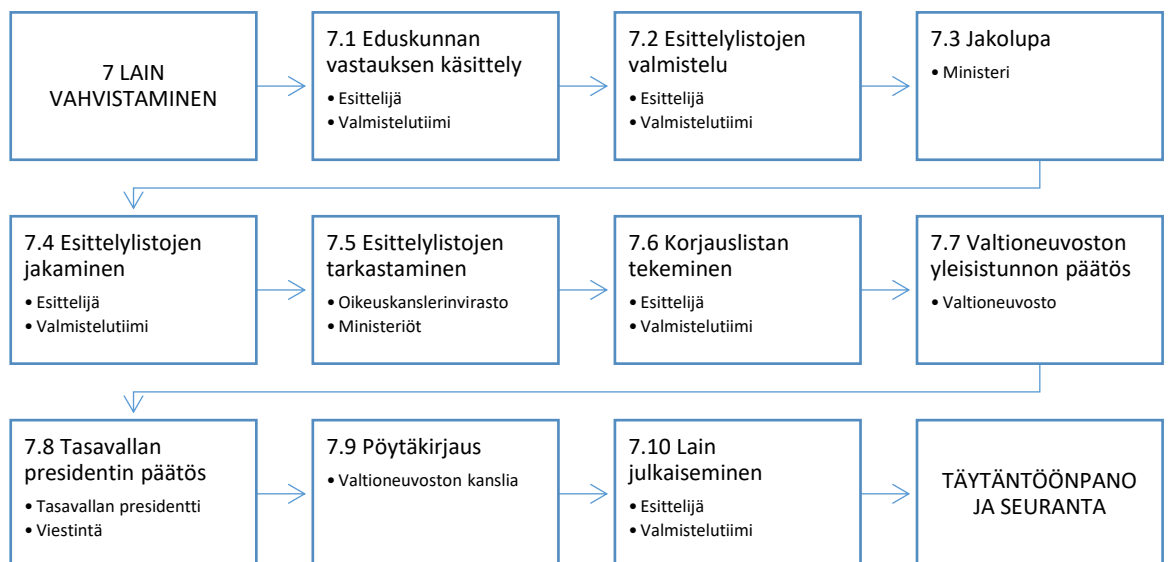 7 LAIN
VAHVISTAMINEN
7.1 Eduskunnan
vastauksen käsittely
• Esittelijä
• Valmistelutiimi
7.2 Esittelylistojen
valmistelu
• Esittelijä
• Valmistelutiimi
7.3 Jakolupa
• Ministeri
7.4 Esittelylistojen
jakaminen
• Esittelijä
• Valmistelutiimi
7.5 Esittelylistojen
tarkastaminen
• Oikeuskanslerinvirasto
• Ministeriöt
7.6 Korjauslistan
tekeminen
• Esittelijä
• Valmistelutiimi
7.7 Valtioneuvoston
yleisistunnon päätös
• Valtioneuvosto
7.8 Tasavallan
presidentin päätös
• Tasavallan presidentti
• Viestintä
7.9 Pöytäkirjaus
• Valtioneuvoston kanslia
7.10 Lain
julkaiseminen
• Esittelijä
• Valmistelutiimi
TÄYTÄNTÖÖNPANO
JA SEURANTA